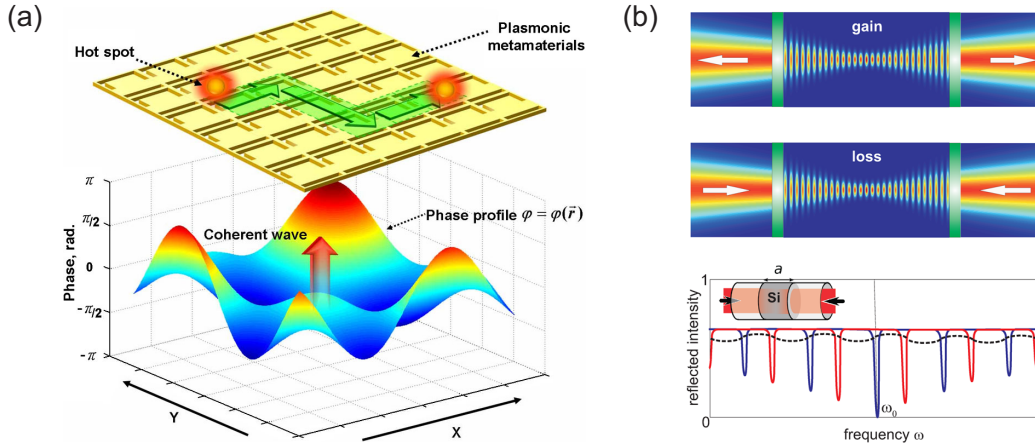 (a)
Hot spot
Plasmonic
metamaterials
π
π/2
0
-π/2
-π
Phase, rad.
Coherent wave
Phase profile φ = φ(r⃗)
Y
X
(b)
gain
loss
1
a
Si
reflected intensity
ω₀
0
frequency ω